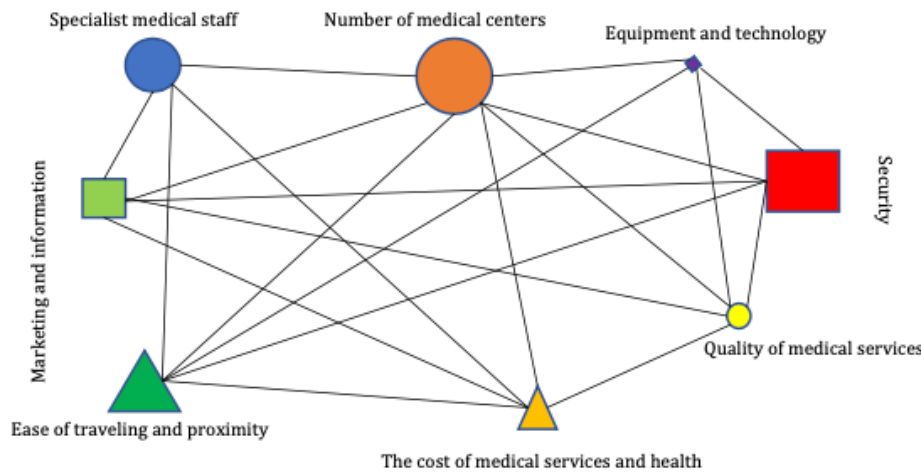 Specialist medical staff
Number of medical centers
Equipment and technology
Marketing and information
Security
Quality of medical services
Ease of traveling and proximity
The cost of medical services and health